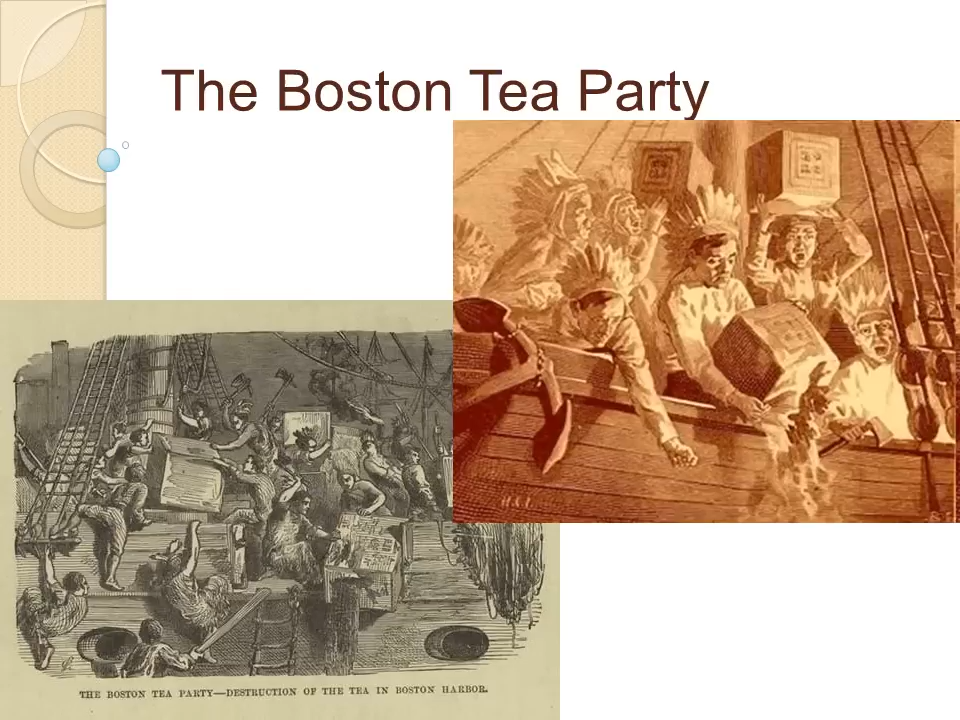 The Boston Tea Party
THE BOSTON TEA PARTY—DESTRUCTION OF THE TEA IN BOSTON HARBOR.